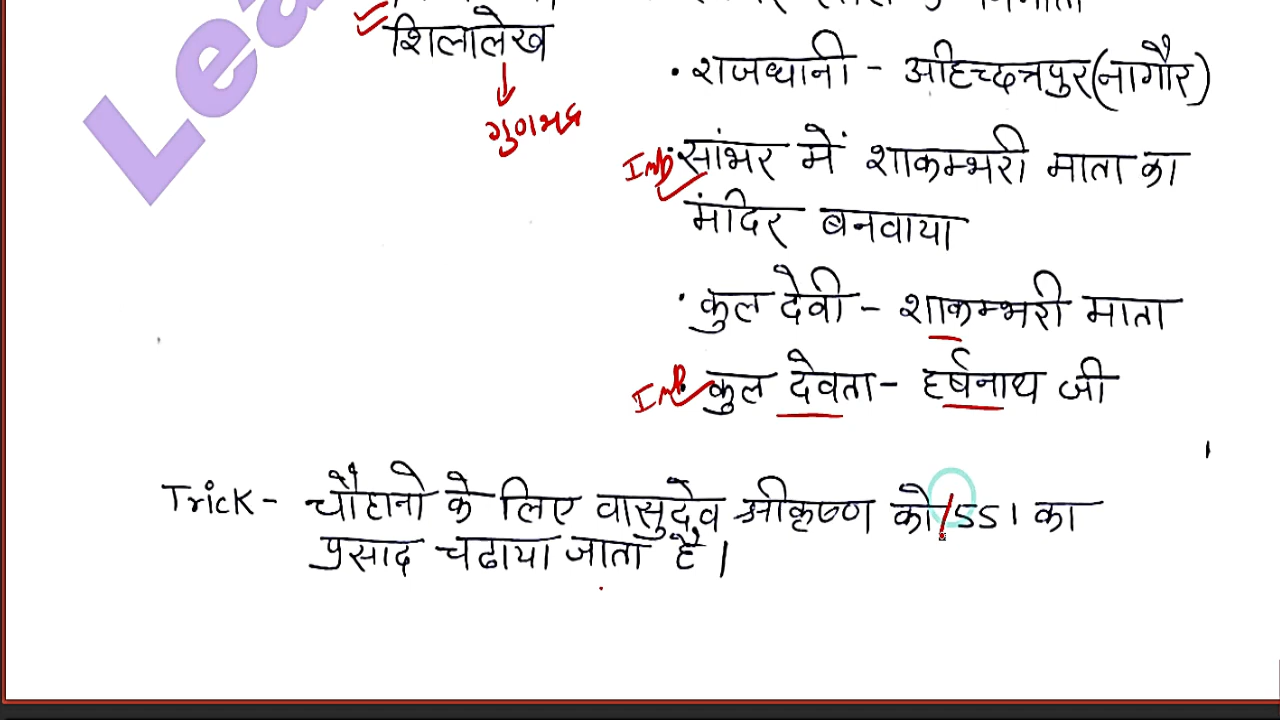 Lea
शिलालेख
गुणभद्र
• राजधानी - अहिच्छत्रपुर(नागौर)
Imp • सांभर में शाकम्भरी माता का
मंदिर बनवाया
• कुल देवी - शाकम्भरी माता
Imp • कुल देवता - हर्षनाथ जी
Trick - चौहानो के लिए वासुदेव श्रीकृष्ण को 1551 का
प्रसाद चढाया जाता है।